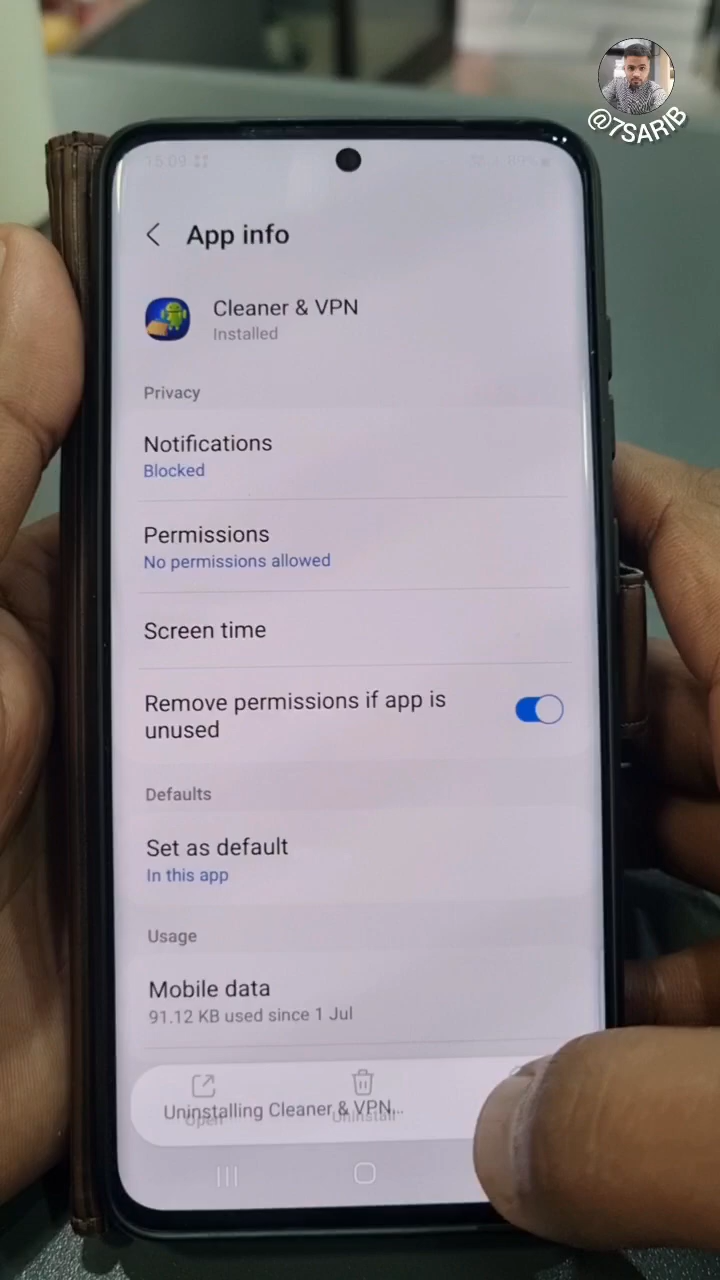 @7SARIB
15:09
App info
Cleaner & VPN
Installed
Privacy
Notifications
Blocked
Permissions
No permissions allowed
Screen time
Remove permissions if app is
unused
Defaults
Set as default
In this app
Usage
Mobile data
91.12 KB used since 1 Jul
Uninstalling Cleaner & VPN...
Open
Uninstall